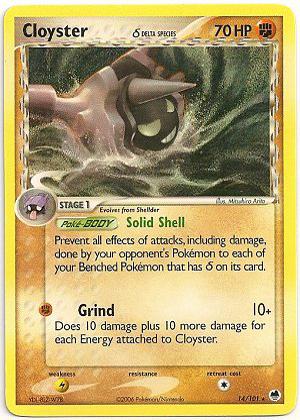 Cloyster δ DELTA SPECIES 70 HP
Illus. Mitsuhiro Arita
STAGE 1 Evolves from Shellder
Poké-BODY Solid Shell
Prevent all effects of attacks, including damage,
done by your opponent's Pokémon to each of
your Benched Pokémon that has δ on its card.
Grind 10+
Does 10 damage plus 10 more damage for
each Energy attached to Cloyster.
weakness resistance retreat cost
©2006 Pokémon/Nintendo 14/101 ★